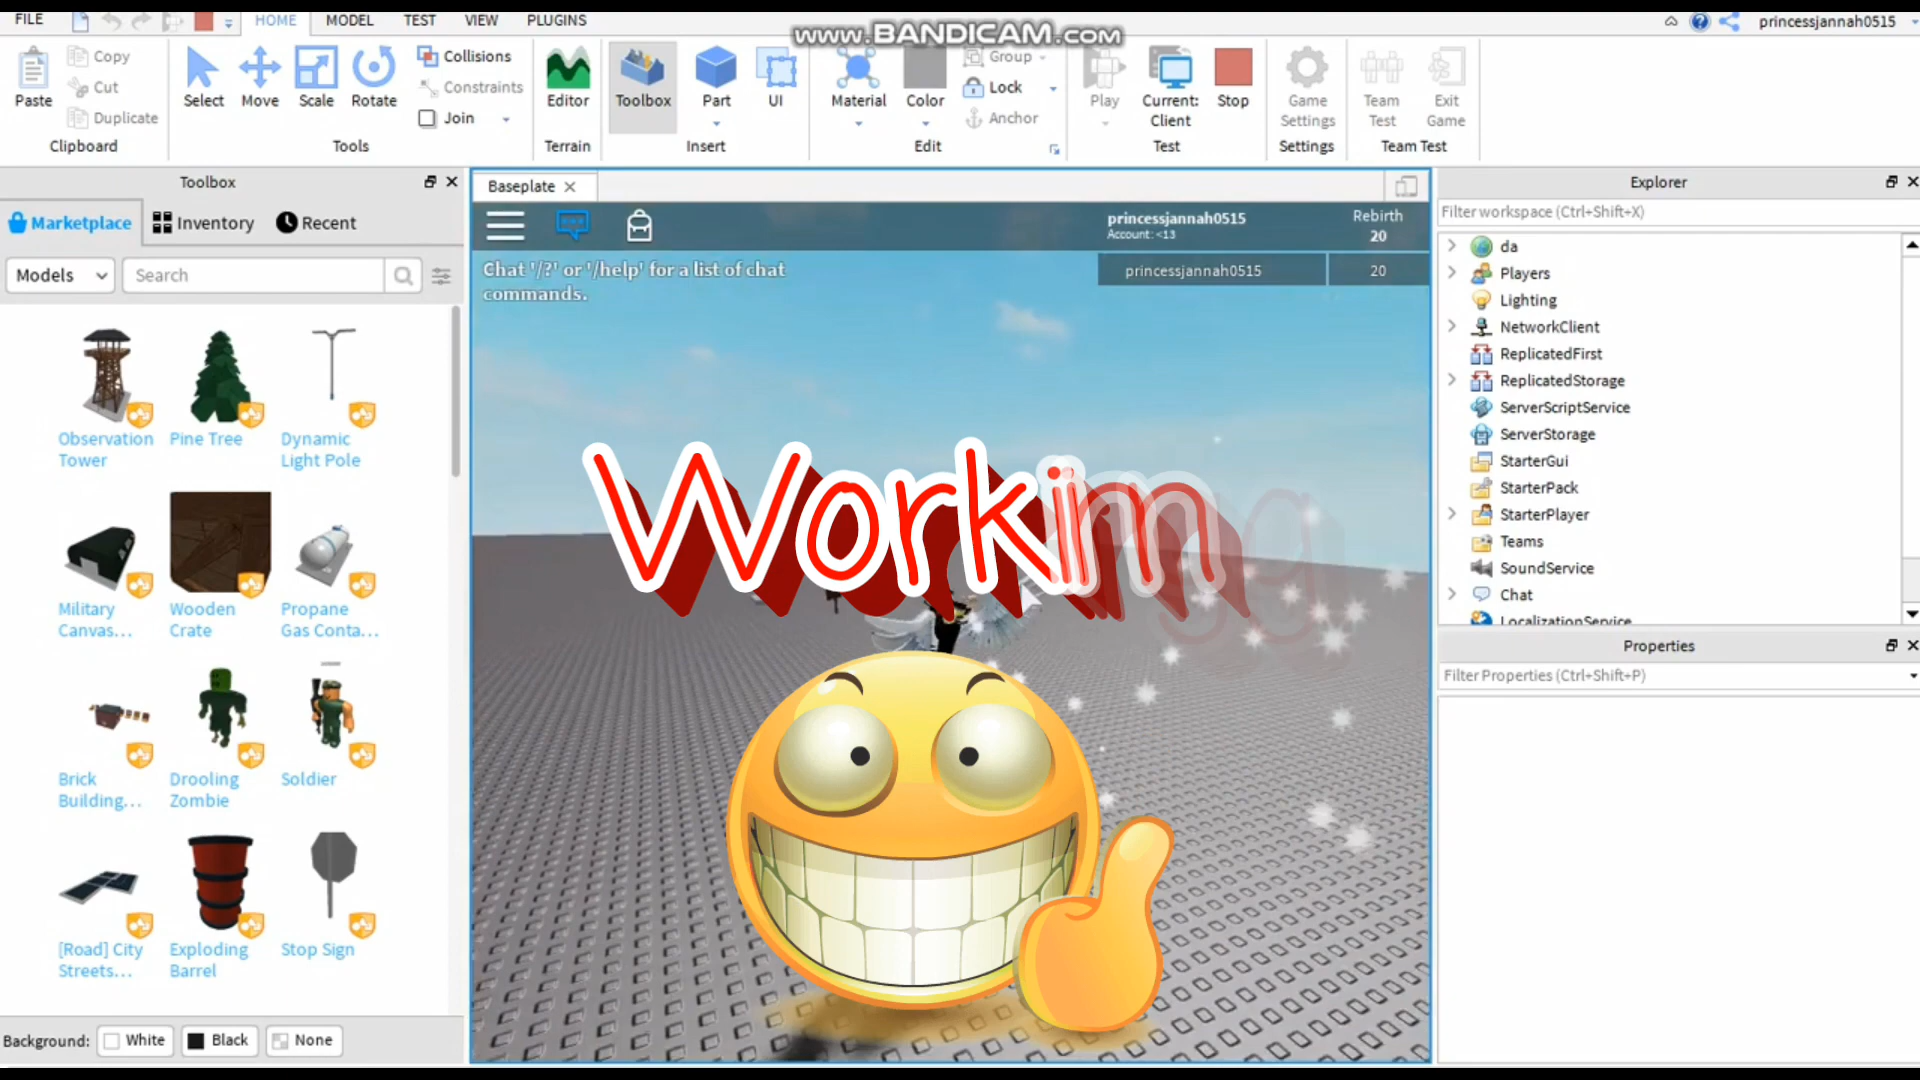 FILE
HOME
MODEL
TEST
VIEW
PLUGINS
www.BANDICAM.com
princessjannah0515
Paste
Copy
Cut
Duplicate
Clipboard
Select
Move
Scale
Rotate
Collisions
Constraints
Join
Tools
Editor
Terrain
Toolbox
Part
UI
Insert
Material
Color
Group
Lock
Anchor
Edit
Play
Current:
Client
Stop
Test
Game
Settings
Settings
Team
Test
Exit
Game
Team Test
Toolbox
Marketplace
Inventory
Recent
Models
Search
Observation
Tower
Pine Tree
Dynamic
Light Pole
Military
Canvas...
Wooden
Crate
Propane
Gas Conta...
Brick
Building...
Drooling
Zombie
Soldier
[Road] City
Streets...
Exploding
Barrel
Stop Sign
Background:
White
Black
None
Baseplate
princessjannah0515
Account: <13
Rebirth
20
princessjannah0515
20
Chat '/?' or '/help' for a list of chat
commands.
Working
Explorer
Filter workspace (Ctrl+Shift+X)
da
Players
Lighting
NetworkClient
ReplicatedFirst
ReplicatedStorage
ServerScriptService
ServerStorage
StarterGui
StarterPack
StarterPlayer
Teams
SoundService
Chat
LocalizationService
Properties
Filter Properties (Ctrl+Shift+P)